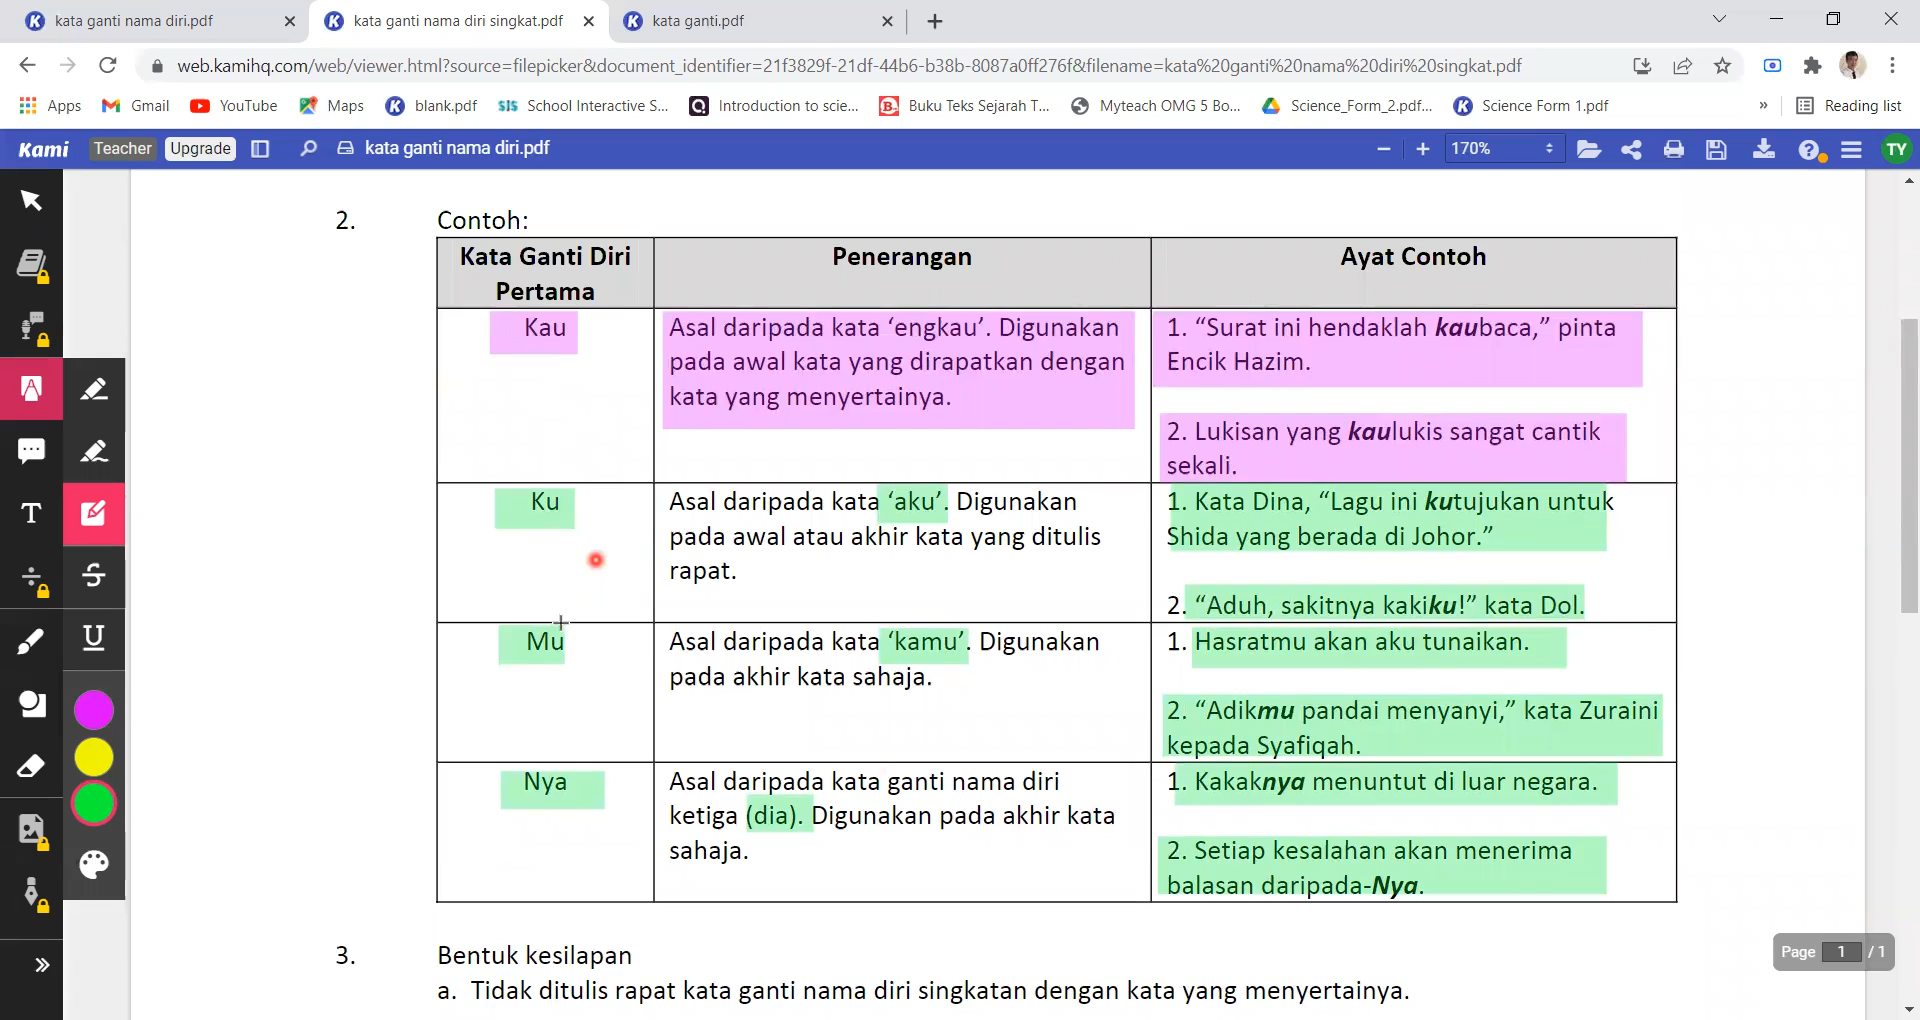 kata ganti nama diri.pdf
kata ganti nama diri singkat.pdf
kata ganti.pdf
web.kamihq.com/web/viewer.html?source=filepicker&document_identifier=21f3829f-21df-44b6-b38b-8087a0ff276f&filename=kata%20ganti%20nama%20diri%20singkat.pdf
Apps
Gmail
YouTube
Maps
blank.pdf
SIS School Interactive S...
Introduction to scie...
Buku Teks Sejarah T...
Myteach OMG 5 Bo...
Science_Form_2.pdf...
Science Form 1.pdf
»
Reading list
Kami Teacher Upgrade kata ganti nama diri.pdf
170%
TY
2. Contoh:
Kata Ganti Diri
Pertama
Penerangan
Ayat Contoh
Kau
Asal daripada kata ‘engkau’. Digunakan
pada awal kata yang dirapatkan dengan
kata yang menyertainya.
1. “Surat ini hendaklah kaubaca,” pinta
Encik Hazim.
2. Lukisan yang kaulukis sangat cantik
sekali.
Ku
Asal daripada kata ‘aku’. Digunakan
pada awal atau akhir kata yang ditulis
rapat.
1. Kata Dina, “Lagu ini kutujukan untuk
Shida yang berada di Johor.”
2. “Aduh, sakitnya kakiku!” kata Dol.
Mu
Asal daripada kata ‘kamu’. Digunakan
pada akhir kata sahaja.
1. Hasratmu akan aku tunaikan.
2. “Adikmu pandai menyanyi,” kata Zuraini
kepada Syafiqah.
Nya
Asal daripada kata ganti nama diri
ketiga (dia). Digunakan pada akhir kata
sahaja.
1. Kakaknya menuntut di luar negara.
2. Setiap kesalahan akan menerima
balasan daripada-Nya.
3. Bentuk kesilapan
a. Tidak ditulis rapat kata ganti nama diri singkatan dengan kata yang menyertainya.
Page 1 / 1